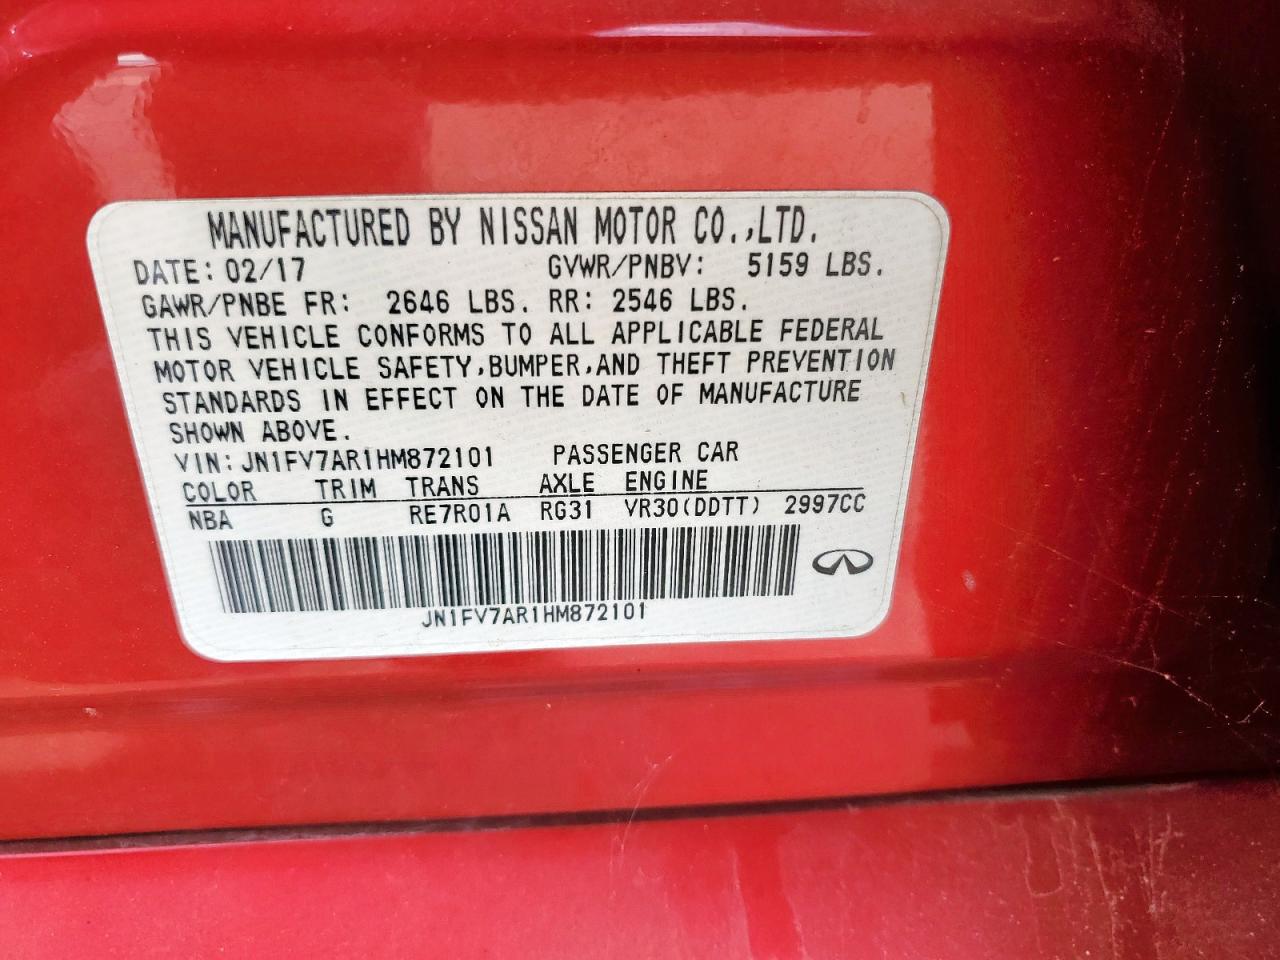 MANUFACTURED BY NISSAN MOTOR CO.,LTD.
DATE: 02/17 GVWR/PNBV: 5159 LBS.
GAWR/PNBE FR: 2646 LBS. RR: 2546 LBS.
THIS VEHICLE CONFORMS TO ALL APPLICABLE FEDERAL
MOTOR VEHICLE SAFETY,BUMPER,AND THEFT PREVENTION
STANDARDS IN EFFECT ON THE DATE OF MANUFACTURE
SHOWN ABOVE.
VIN: JN1FV7AR1HM872101 PASSENGER CAR
COLOR TRIM TRANS AXLE ENGINE
NBA G RE7R01A RG31 VR30(DDTT) 2997CC
JN1FV7AR1HM872101